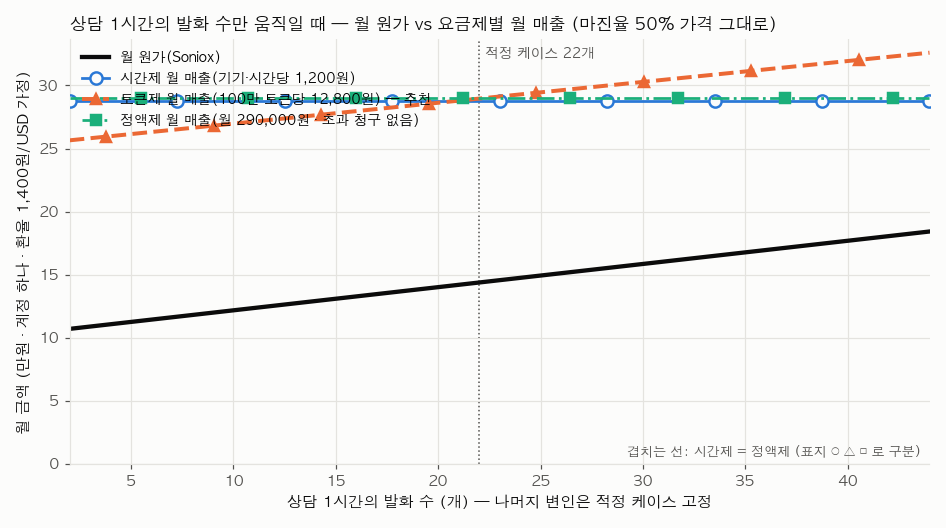 상담 1시간의 발화 수만 움직일 때 — 월 원가 vs 요금제별 월 매출 (마진율 50% 가격 그대로)
월 원가(Soniox)
시간제 월 매출(기기·시간당 1,200원)
토큰제 월 매출(100만 토큰당 12,800원) — 추천
정액제 월 매출(월 290,000원 · 초과 청구 없음)
적정 케이스 22개
월 금액 (만원 · 계정 하나 · 환율 1,400원/USD 가정)
30
25
20
15
10
5
0
겹치는 선: 시간제 = 정액제 (표지 ○ △ □ 로 구분)
5 10 15 20 25 30 35 40
상담 1시간의 발화 수 (개) — 나머지 변인은 적정 케이스 고정